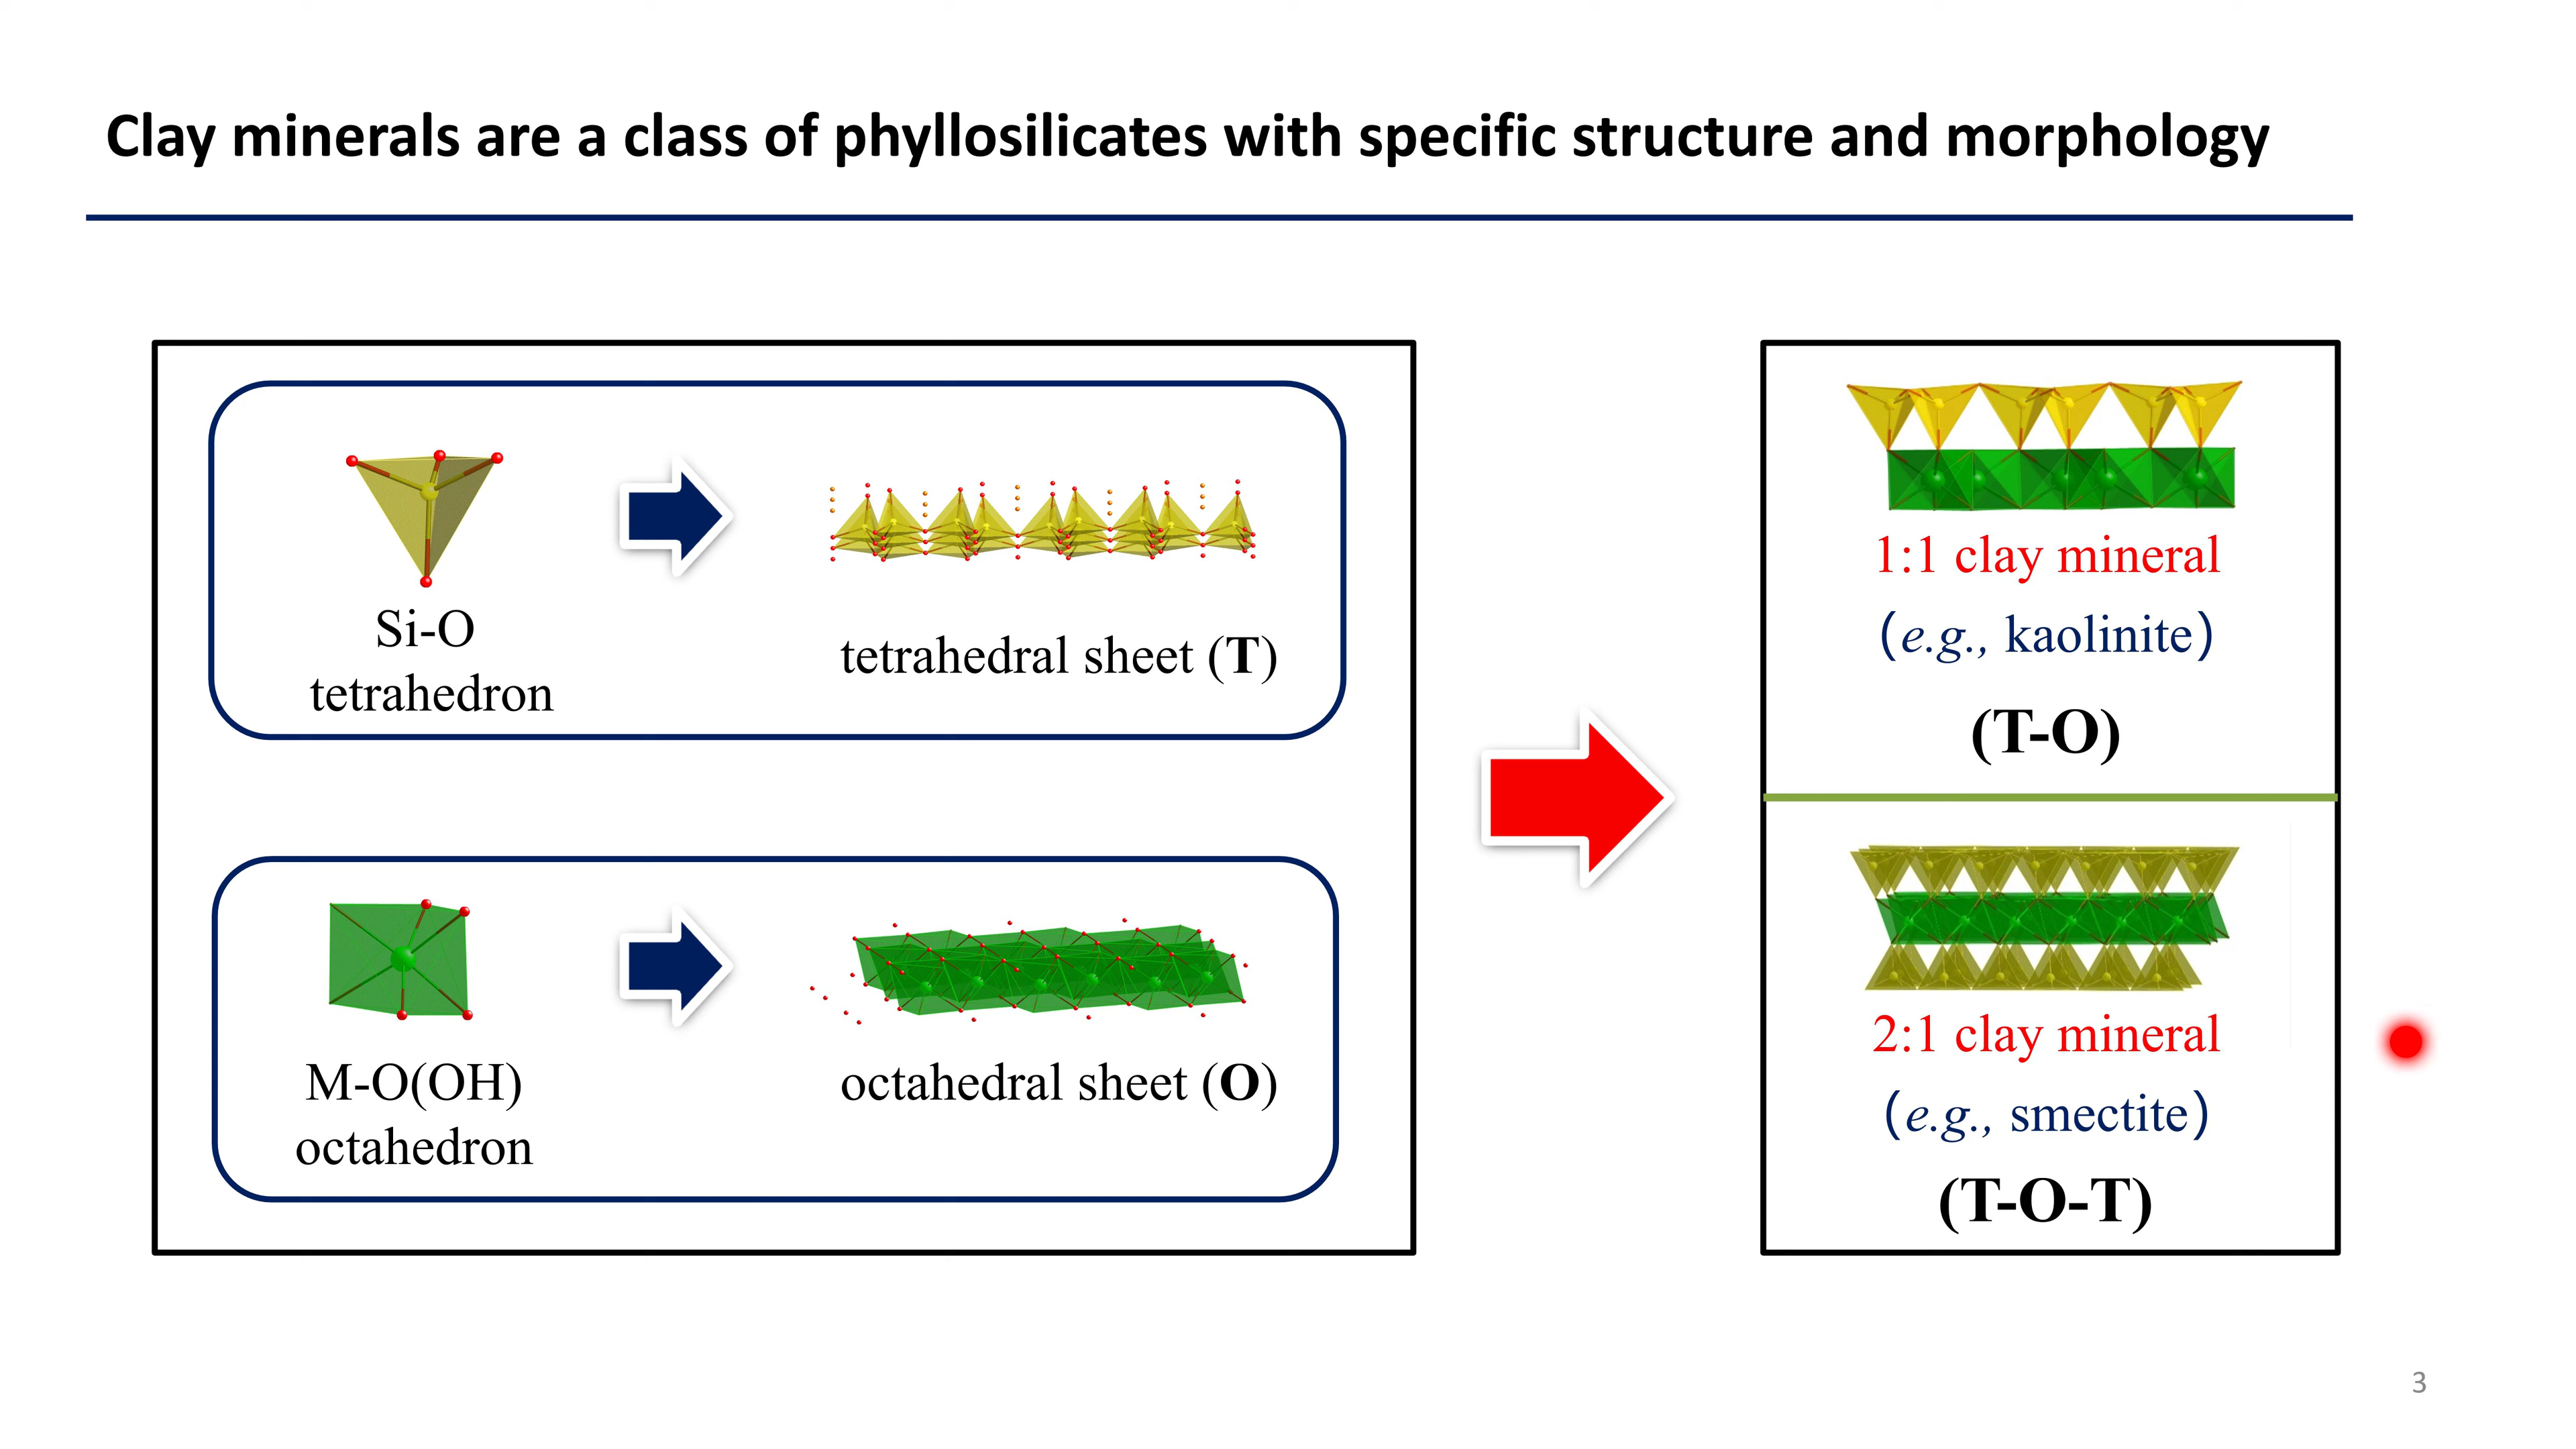 Clay minerals are a class of phyllosilicates with specific structure and morphology
Si-O
tetrahedron
tetrahedral sheet (T)
M-O(OH)
octahedron
octahedral sheet (O)
1:1 clay mineral
(e.g., kaolinite)
(T-O)
2:1 clay mineral
(e.g., smectite)
(T-O-T)
3